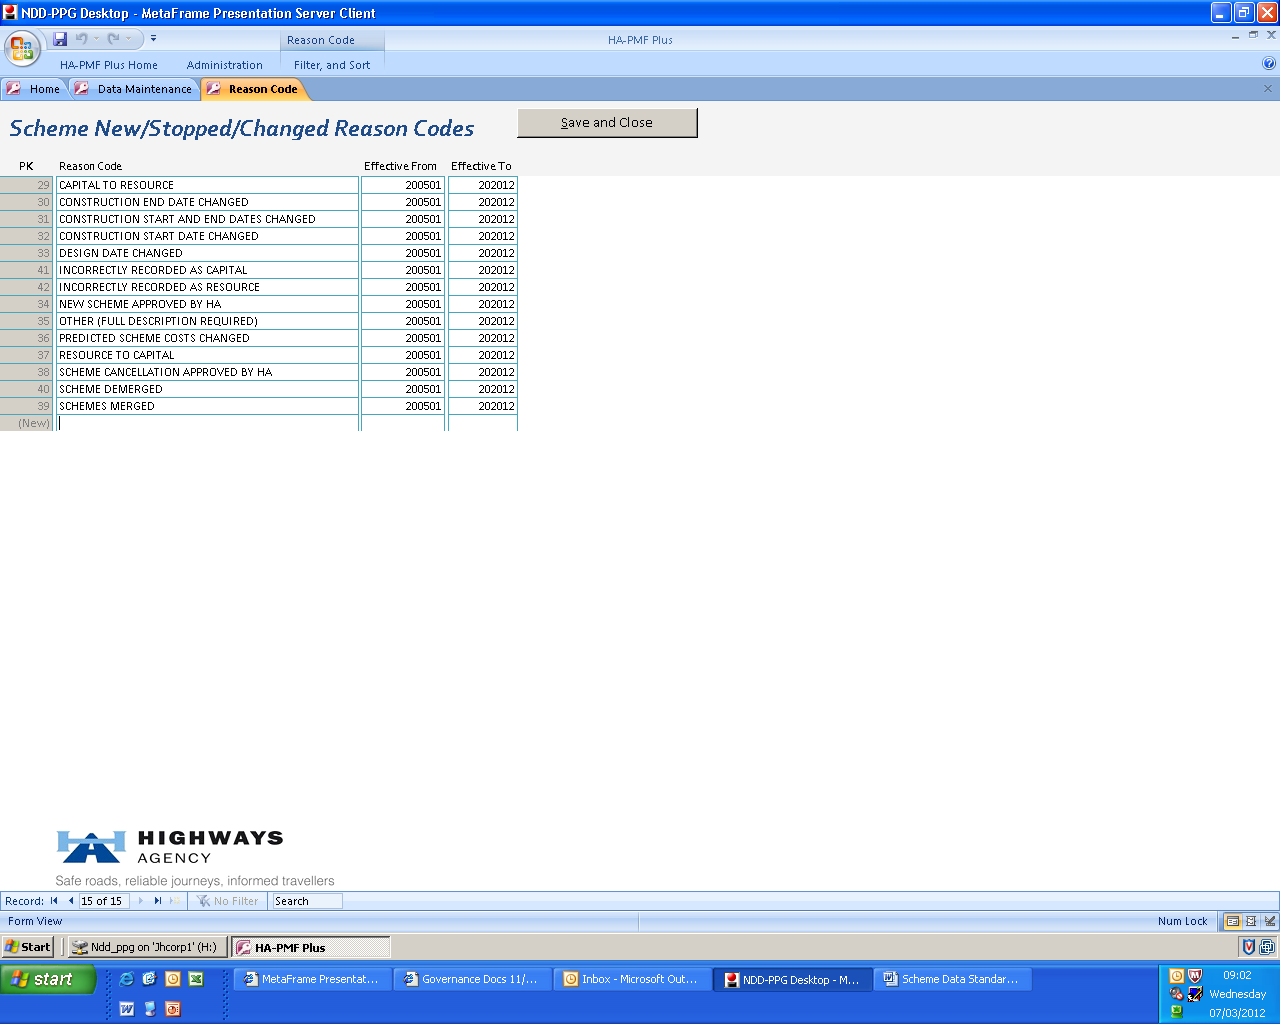 NDD-PPG Desktop - MetaFrame Presentation Server Client
Reason Code
HA-PMF Plus
HA-PMF Plus Home Administration Filter, and Sort
Home Data Maintenance Reason Code
Scheme New/Stopped/Changed Reason Codes Save and Close
PK Reason Code Effective From Effective To
29 CAPITAL TO RESOURCE 200501 202012
30 CONSTRUCTION END DATE CHANGED 200501 202012
31 CONSTRUCTION START AND END DATES CHANGED 200501 202012
32 CONSTRUCTION START DATE CHANGED 200501 202012
33 DESIGN DATE CHANGED 200501 202012
41 INCORRECTLY RECORDED AS CAPITAL 200501 202012
42 INCORRECTLY RECORDED AS RESOURCE 200501 202012
34 NEW SCHEME APPROVED BY HA 200501 202012
35 OTHER (FULL DESCRIPTION REQUIRED) 200501 202012
36 PREDICTED SCHEME COSTS CHANGED 200501 202012
37 RESOURCE TO CAPITAL 200501 202012
38 SCHEME CANCELLATION APPROVED BY HA 200501 202012
40 SCHEME DEMERGED 200501 202012
39 SCHEMES MERGED 200501 202012
(New)
HIGHWAYS
AGENCY
Safe roads, reliable journeys, informed travellers
Record: 15 of 15 No Filter Search
Form View Num Lock
Start Ndd_ppg on 'Jhcorp1' (H:) HA-PMF Plus
start MetaFrame Presentat... Governance Docs 11/... Inbox - Microsoft Out... NDD-PPG Desktop - M... Scheme Data Standar... 09:02
Wednesday
07/03/2012